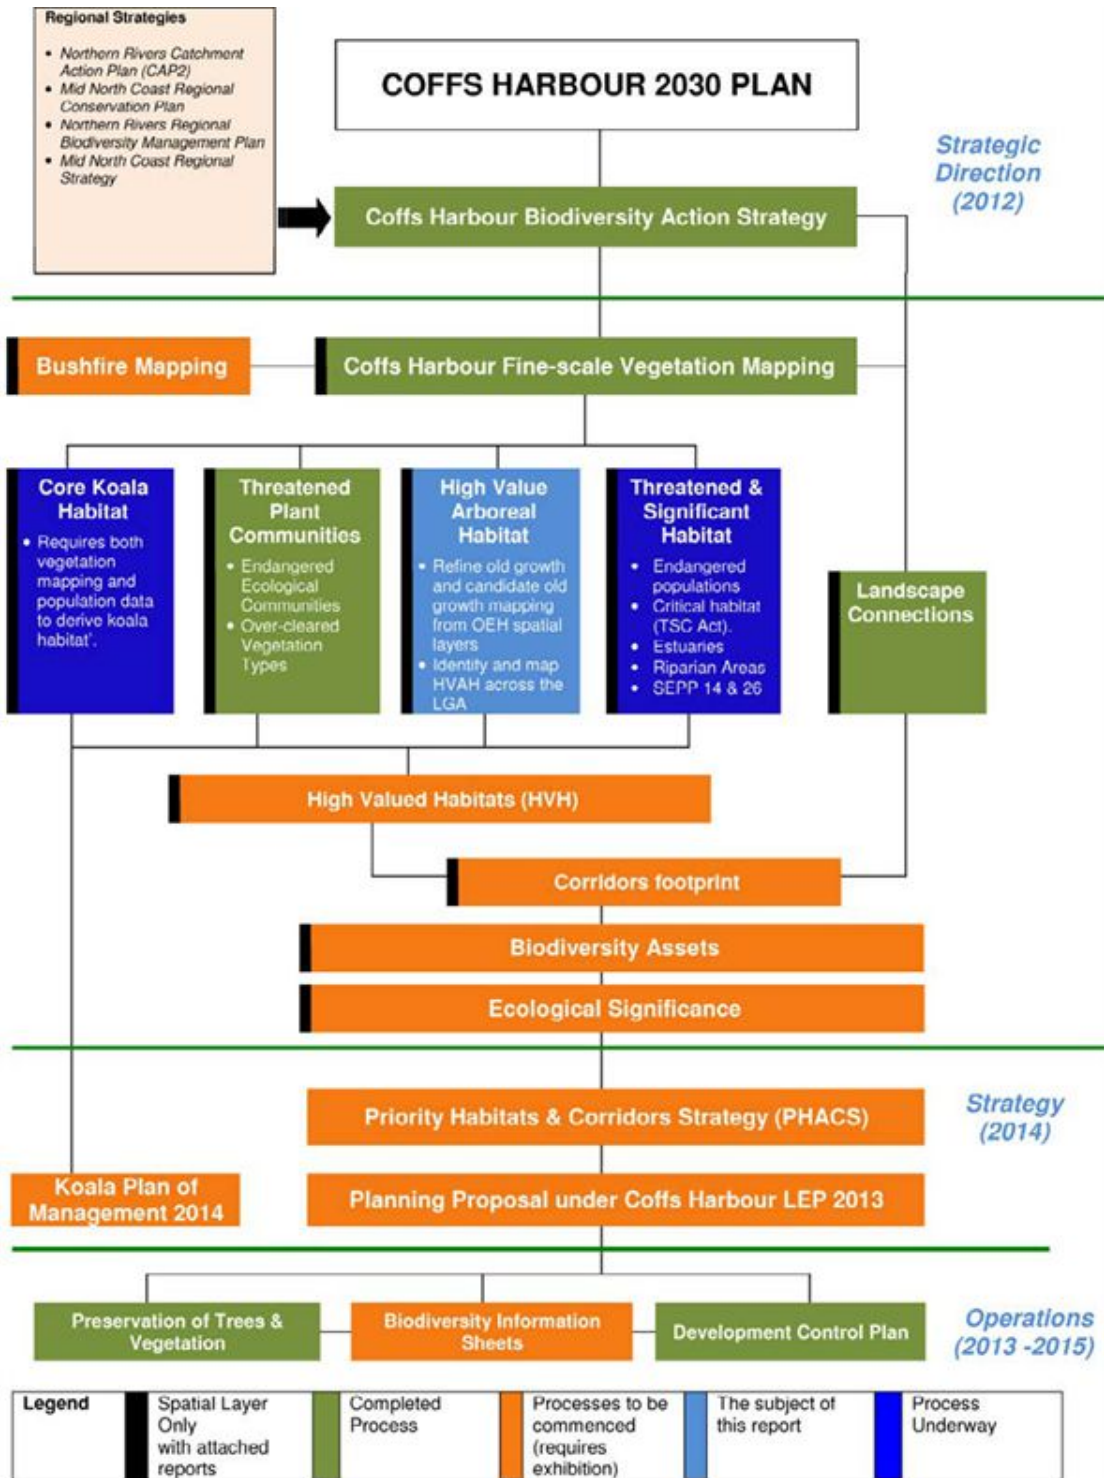 Regional Strategies
• Northern Rivers Catchment
Action Plan (CAP2)
• Mid North Coast Regional
Conservation Plan
• Northern Rivers Regional
Biodiversity Management Plan
• Mid North Coast Regional
Strategy
COFFS HARBOUR 2030 PLAN
Strategic
Direction
(2012)
Coffs Harbour Biodiversity Action Strategy
Bushfire Mapping
Coffs Harbour Fine-scale Vegetation Mapping
Core Koala
Habitat
• Requires both
vegetation
mapping and
population data
to derive koala
habitat'.
Threatened
Plant
Communities
• Endangered
Ecological
Communities
• Over-cleared
Vegetation
Types
High Value
Arboreal
Habitat
• Refine old growth
and candidate old
growth mapping
from OEH spatial
layers
• Identify and map
HVAH across the
LGA
Threatened &
Significant
Habitat
• Endangered
populations
• Critical habitat
(TSC Act).
• Estuaries
• Riparian Areas
• SEPP 14 & 26
Landscape
Connections
High Valued Habitats (HVH)
Corridors footprint
Biodiversity Assets
Ecological Significance
Priority Habitats & Corridors Strategy (PHACS)
Strategy
(2014)
Koala Plan of
Management 2014
Planning Proposal under Coffs Harbour LEP 2013
Preservation of Trees &
Vegetation
Biodiversity Information
Sheets
Development Control Plan
Operations
(2013 -2015)
Legend
Spatial Layer
Only
with attached
reports
Completed
Process
Processes to be
commenced
(requires
exhibition)
The subject of
this report
Process
Underway